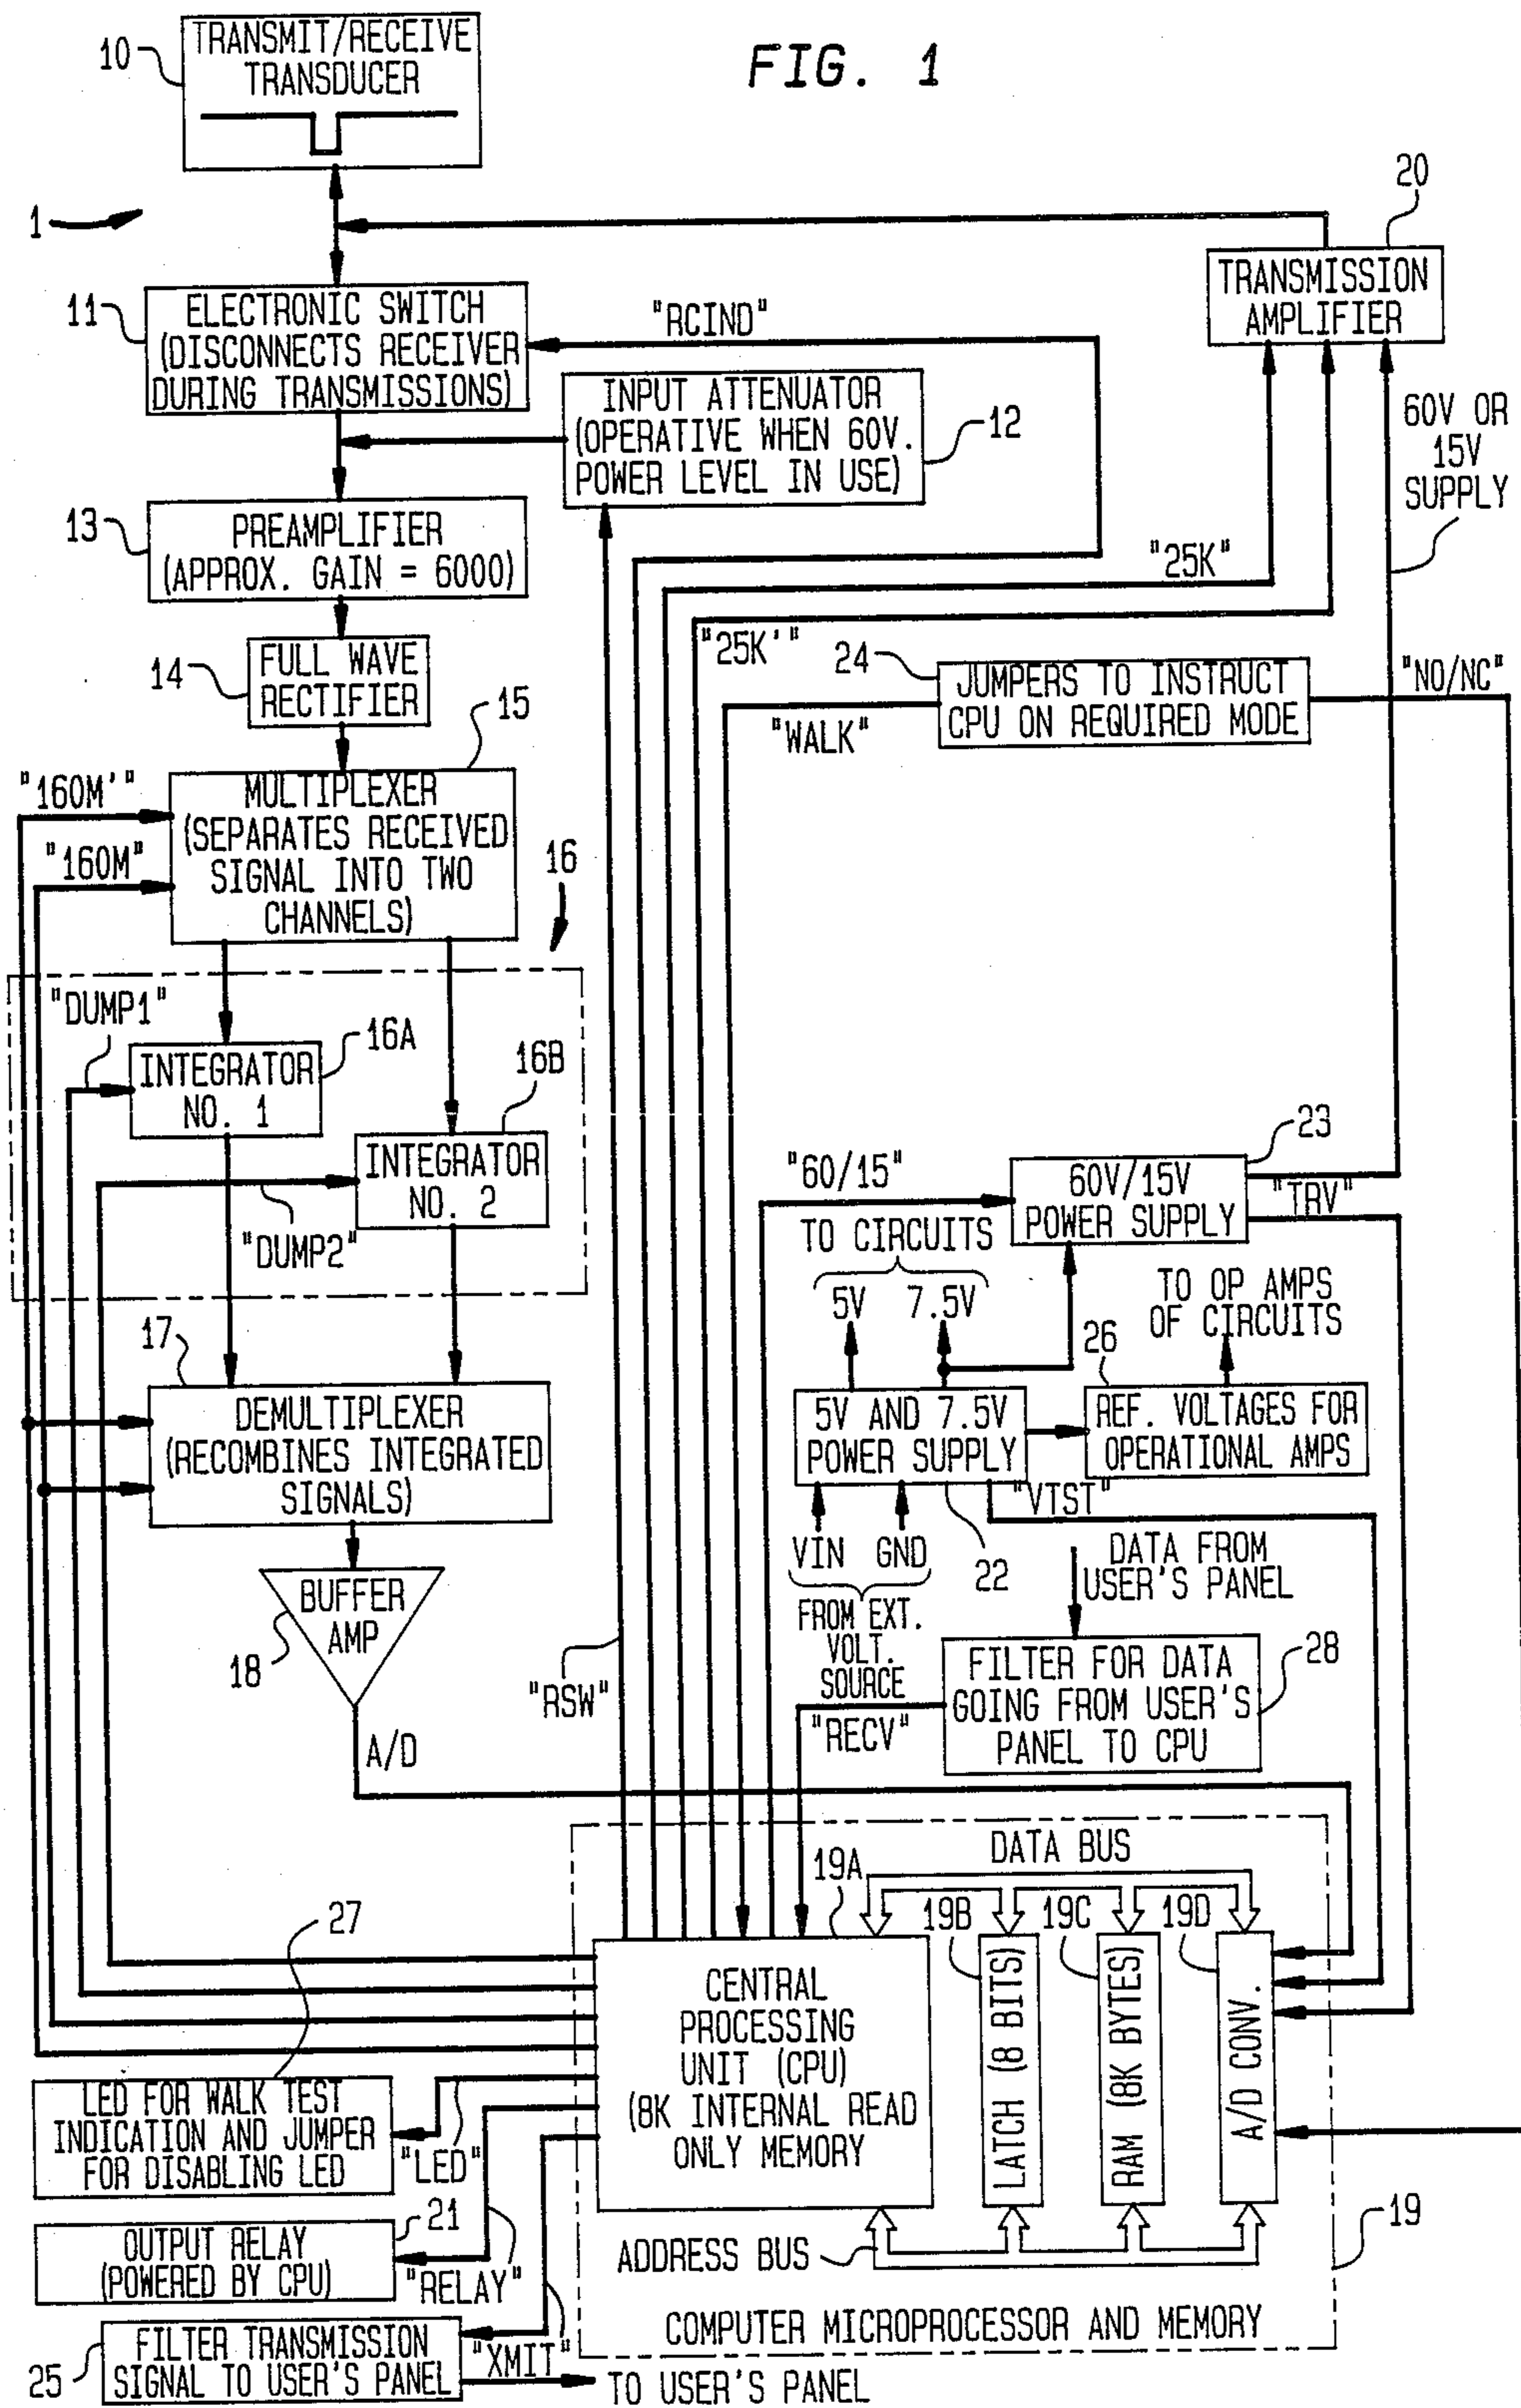 FIG. 1
10
TRANSMIT/RECEIVE
TRANSDUCER
1
20
TRANSMISSION
AMPLIFIER
11
ELECTRONIC SWITCH
(DISCONNECTS RECEIVER
DURING TRANSMISSIONS)
"RCIND"
INPUT ATTENUATOR
(OPERATIVE WHEN 60V.
POWER LEVEL IN USE)
12
60V OR
15V
SUPPLY
13
PREAMPLIFIER
(APPROX. GAIN = 6000)
"25K"
"25K'"
14
FULL WAVE
RECTIFIER
24
JUMPERS TO INSTRUCT
CPU ON REQUIRED MODE
"NO/NC"
"WALK"
15
"160M'"
"160M"
MULTIPLEXER
(SEPARATES RECEIVED
SIGNAL INTO TWO
CHANNELS)
16
"DUMP1"
INTEGRATOR
NO. 1
16A
16B
INTEGRATOR
NO. 2
"DUMP2"
23
"60/15"
60V/15V
POWER SUPPLY
"TRV"
TO CIRCUITS
5V 7.5V
TO OP AMPS
OF CIRCUITS
26
17
DEMULTIPLEXER
(RECOMBINES INTEGRATED
SIGNALS)
5V AND 7.5V
POWER SUPPLY
REF. VOLTAGES FOR
OPERATIONAL AMPS
"VTST"
VIN GND
22
FROM EXT.
VOLT.
SOURCE
DATA FROM
USER'S PANEL
BUFFER
AMP
18
A/D
"RSW"
"RECV"
FILTER FOR DATA
GOING FROM USER'S
PANEL TO CPU
28
DATA BUS
19A
19B
19C
19D
27
CENTRAL
PROCESSING
UNIT (CPU)
(8K INTERNAL READ
ONLY MEMORY
LATCH (8 BITS)
RAM (8K BYTES)
A/D CONV.
LED FOR WALK TEST
INDICATION AND JUMPER
FOR DISABLING LED
"LED"
21
OUTPUT RELAY
(POWERED BY CPU)
"RELAY"
ADDRESS BUS
19
COMPUTER MICROPROCESSOR AND MEMORY
25
FILTER TRANSMISSION
SIGNAL TO USER'S PANEL
"XMIT"
TO USER'S PANEL